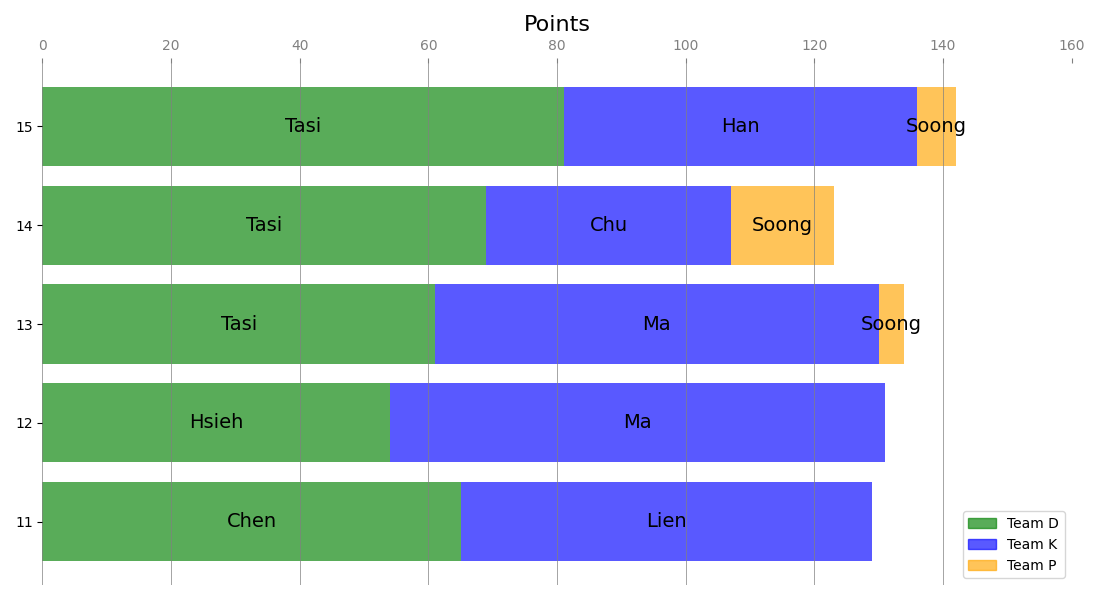 Points
0 20 40 60 80 100 120 140 160
15 Tasi Han Soong
14 Tasi Chu Soong
13 Tasi Ma Soong
12 Hsieh Ma
11 Chen Lien
Team D
Team K
Team P